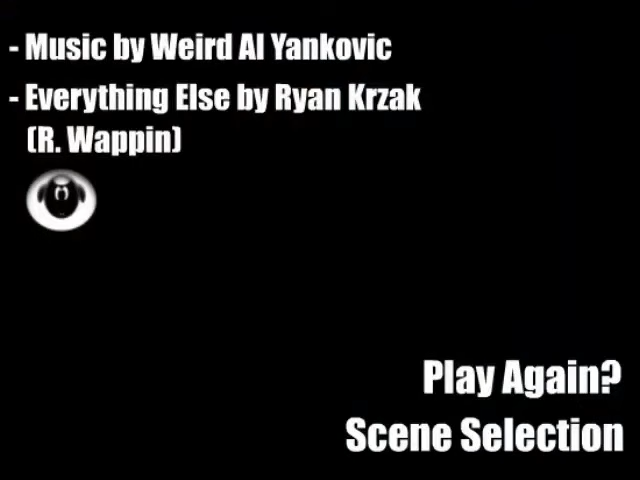 - Music by Weird Al Yankovic
- Everything Else by Ryan Krzak
(R. Wappin)
Play Again?
Scene Selection